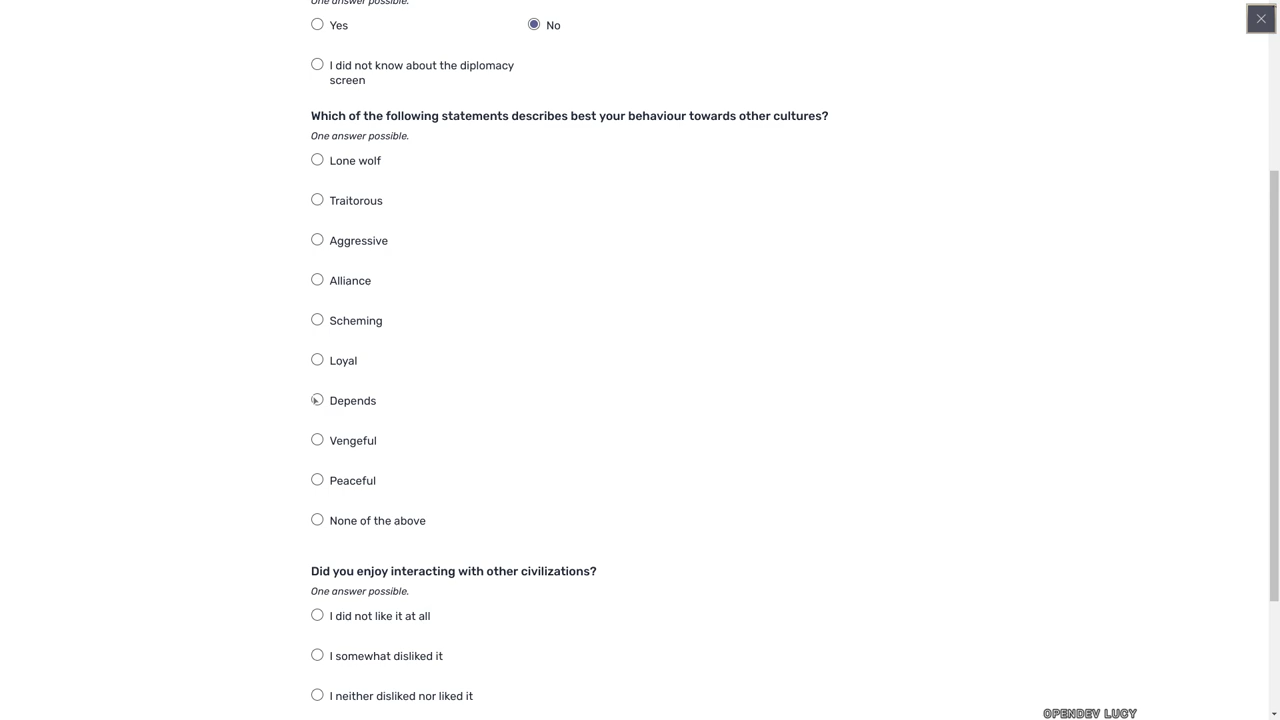 One answer possible.
Yes
No
I did not know about the diplomacy
screen
Which of the following statements describes best your behaviour towards other cultures?
One answer possible.
Lone wolf
Traitorous
Aggressive
Alliance
Scheming
Loyal
Depends
Vengeful
Peaceful
None of the above
Did you enjoy interacting with other civilizations?
One answer possible.
I did not like it at all
I somewhat disliked it
I neither disliked nor liked it
OPENDEV LUCY